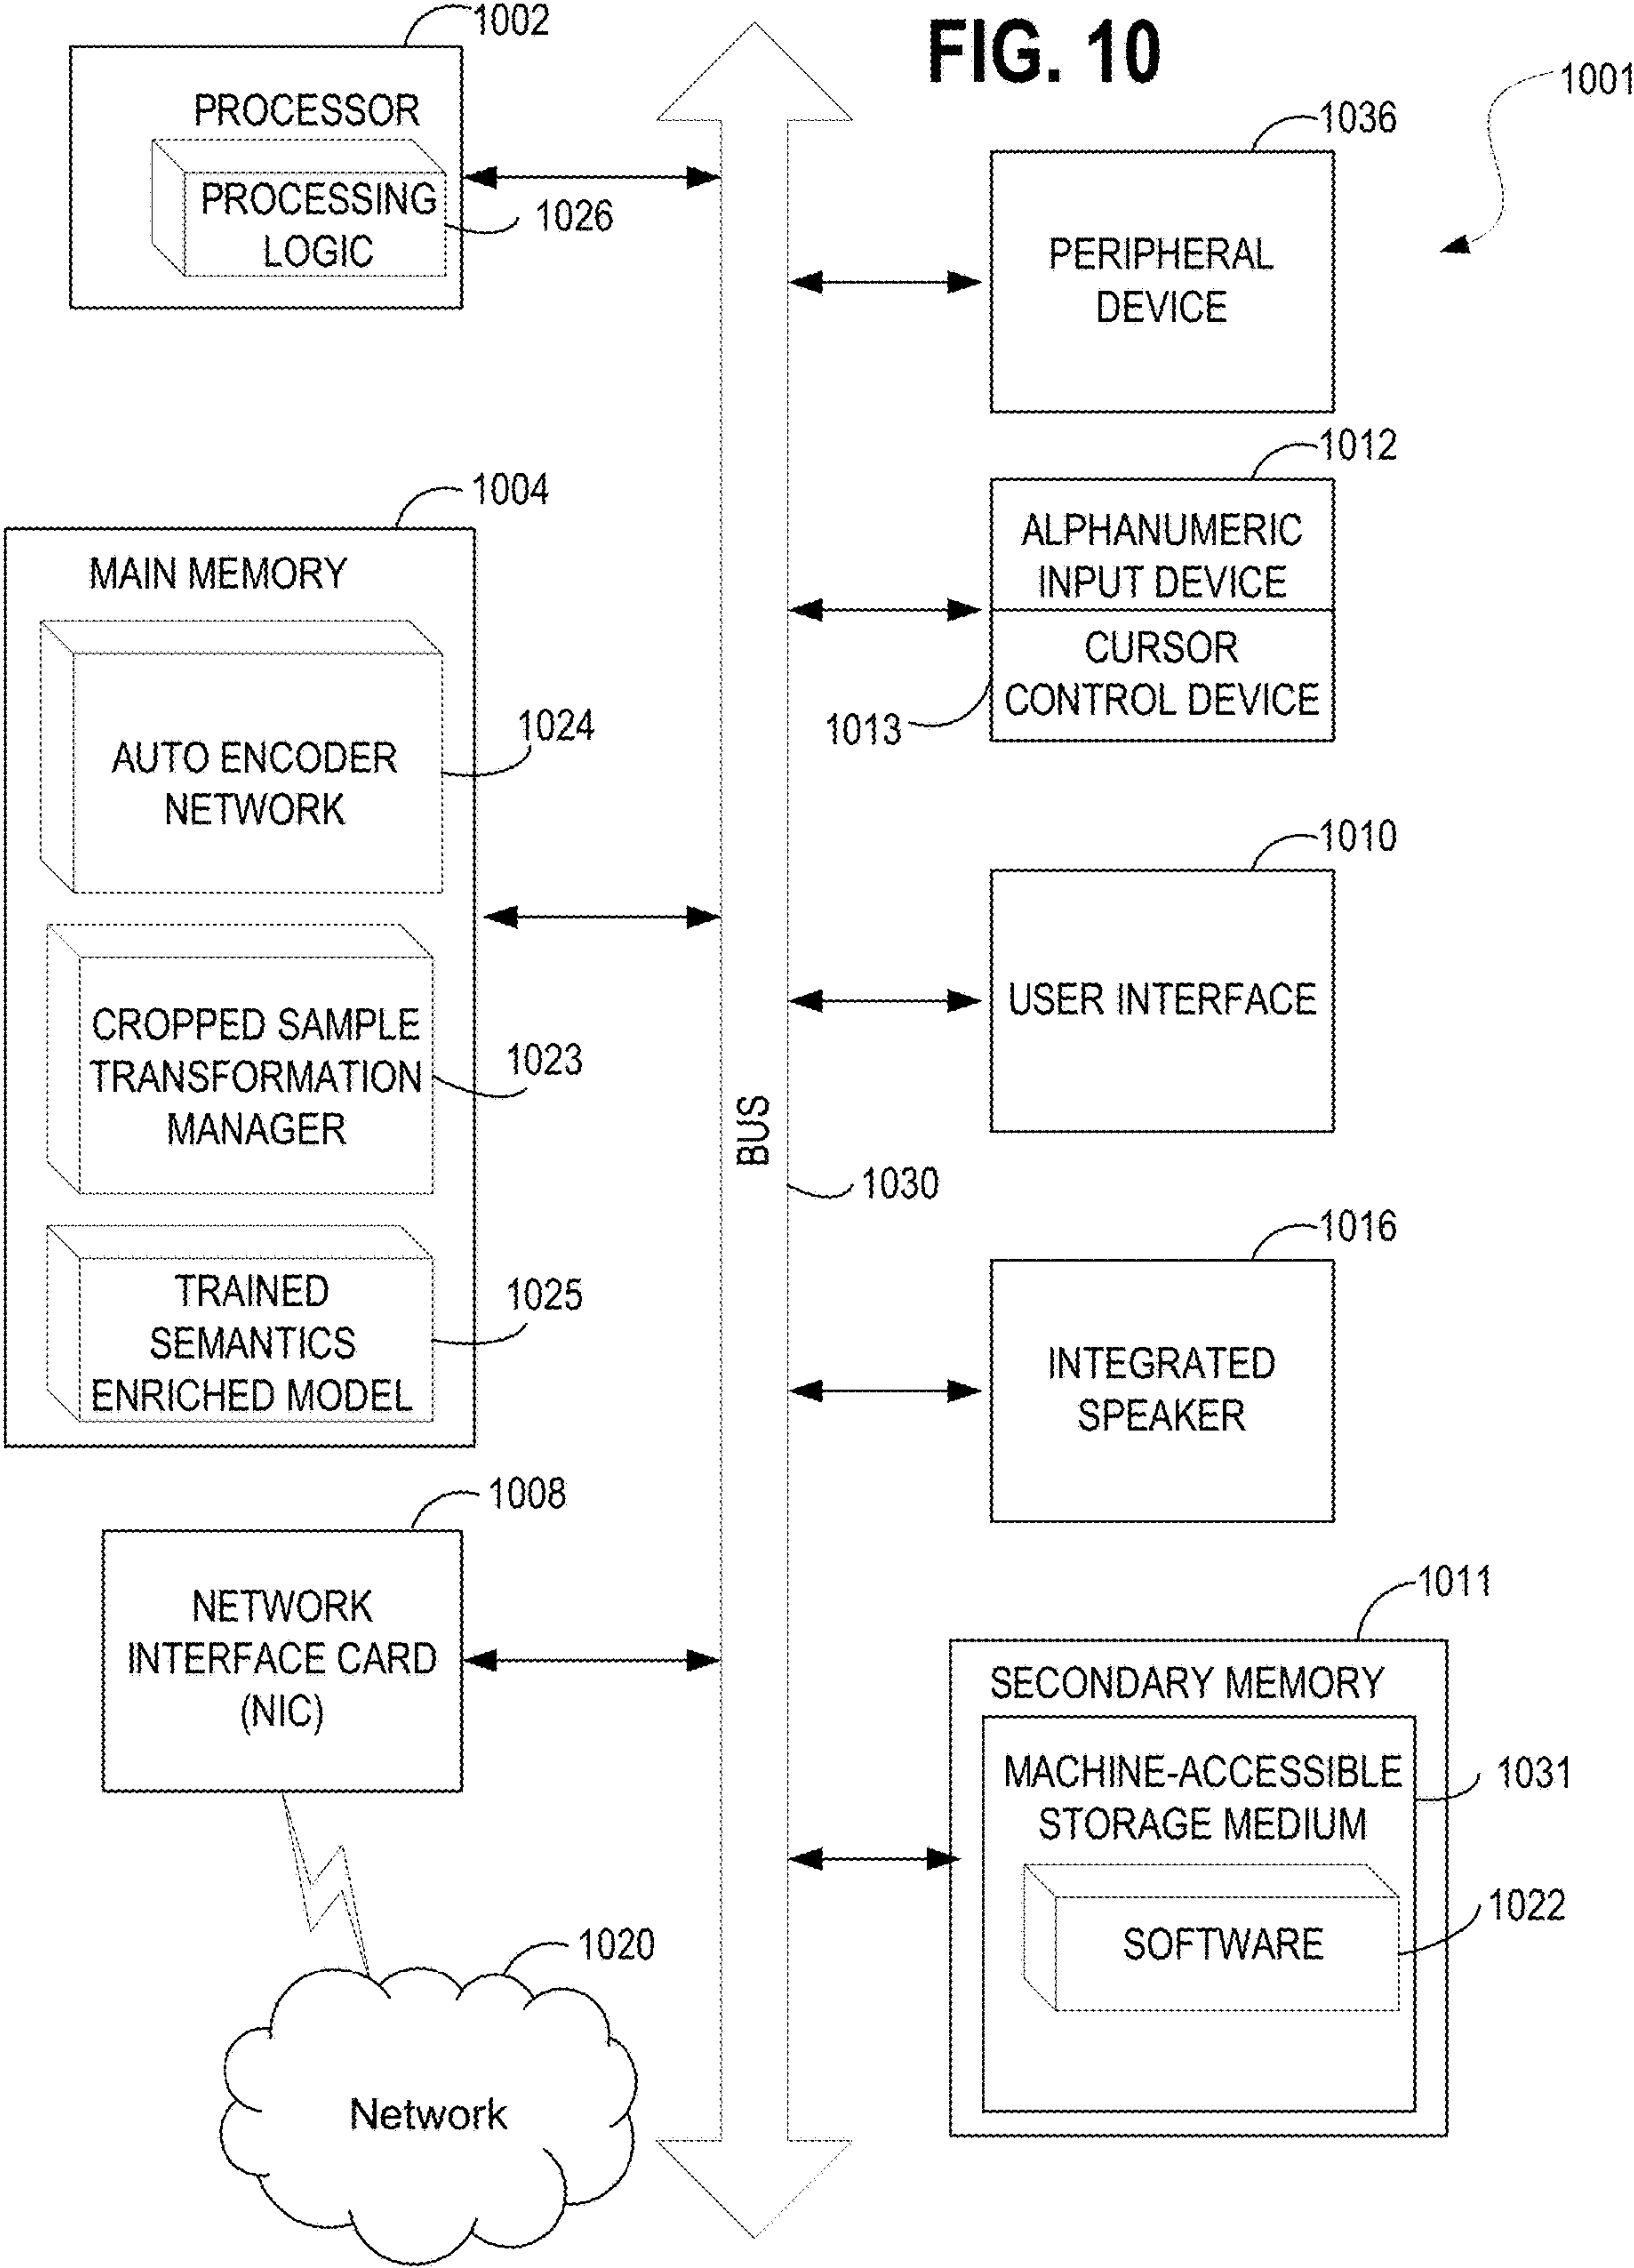 FIG. 10
1001
1002
PROCESSOR
PROCESSING
LOGIC
1026
1004
MAIN MEMORY
AUTO ENCODER
NETWORK
1024
CROPPED SAMPLE
TRANSFORMATION
MANAGER
1023
TRAINED
SEMANTICS
ENRICHED MODEL
1025
1008
NETWORK
INTERFACE CARD
(NIC)
1020
Network
BUS
1030
1036
PERIPHERAL
DEVICE
1012
ALPHANUMERIC
INPUT DEVICE
CURSOR
CONTROL DEVICE
1013
1010
USER INTERFACE
1016
INTEGRATED
SPEAKER
1011
SECONDARY MEMORY
MACHINE-ACCESSIBLE
STORAGE MEDIUM
1031
SOFTWARE
1022